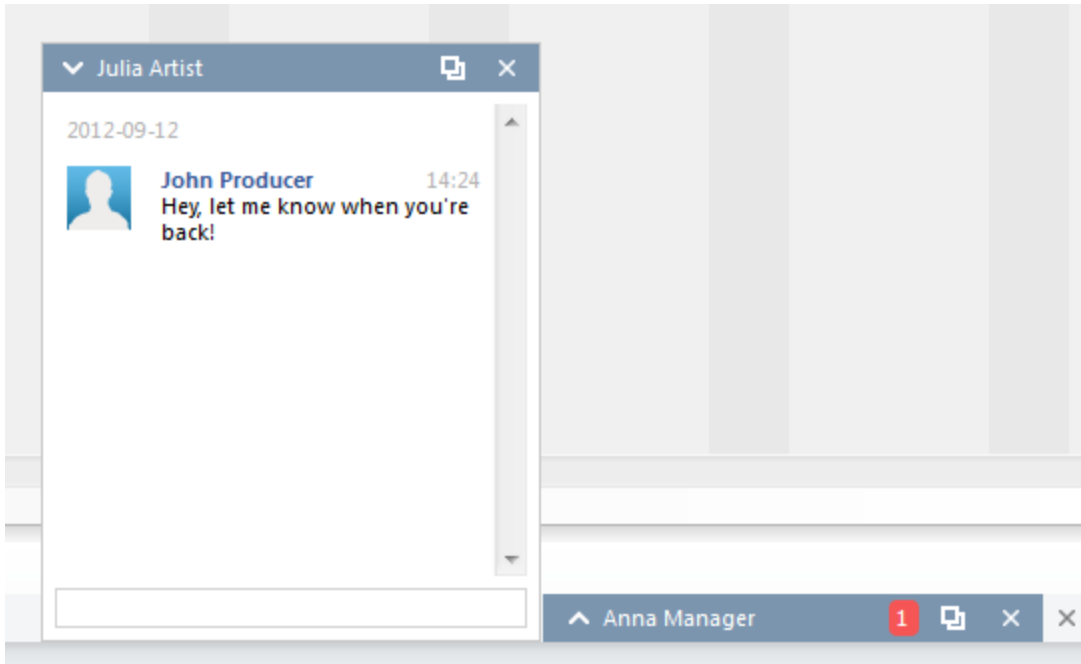 Julia Artist
2012-09-12
John Producer 14:24
Hey, let me know when you're
back!
Anna Manager 1